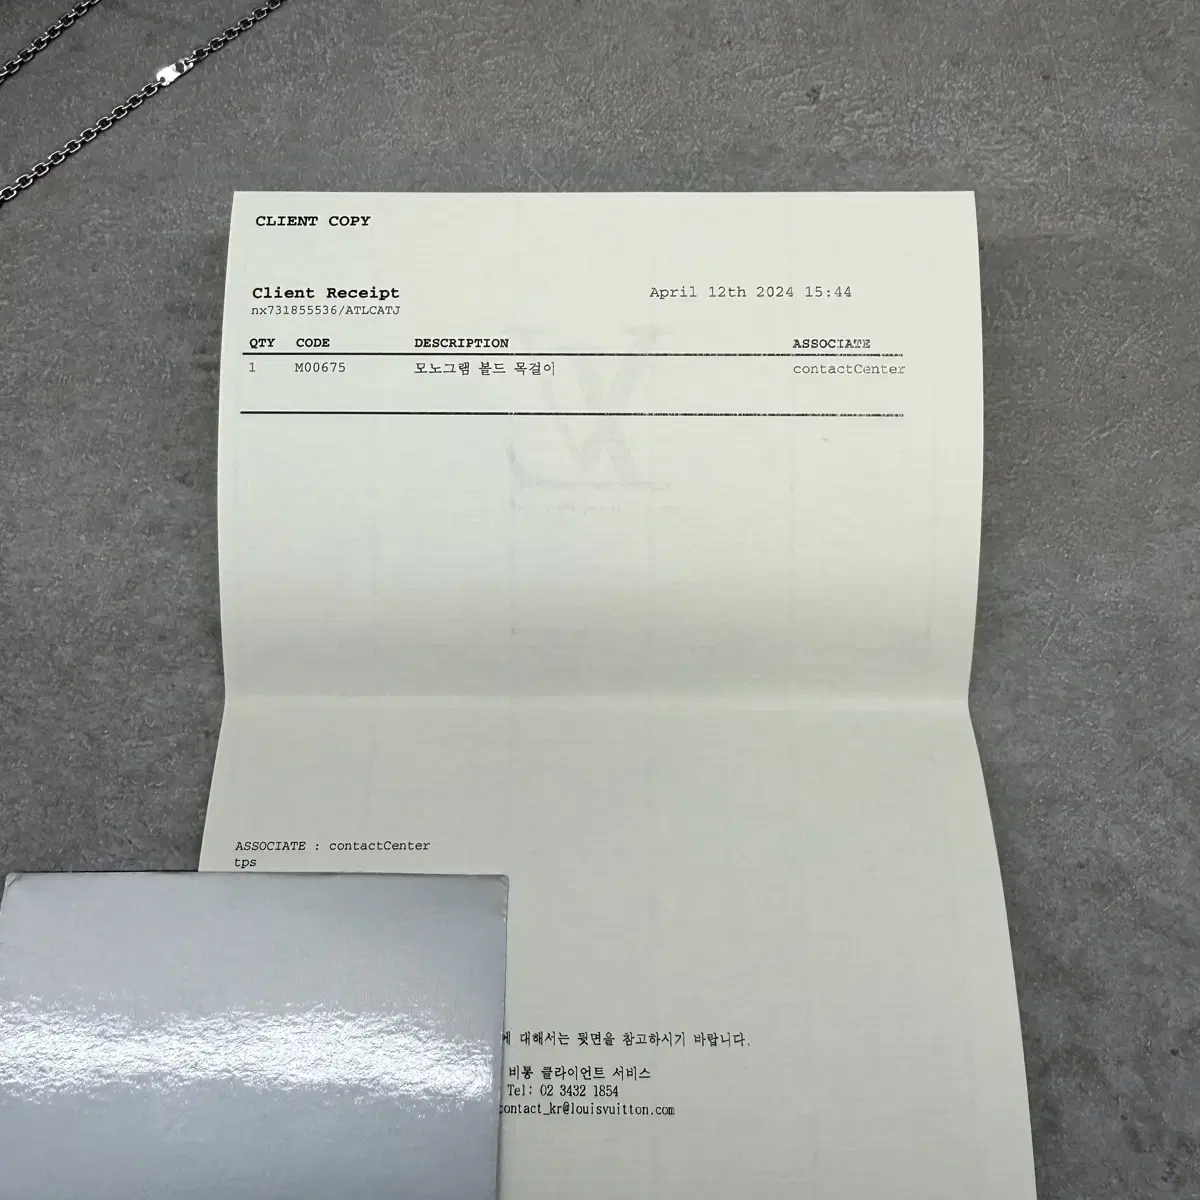 CLIENT COPY
Client Receipt April 12th 2024 15:44
nx731855536/ATLCATJ
QTY CODE DESCRIPTION ASSOCIATE
1 M00675 모노그램 볼드 목걸이 contactCenter
ASSOCIATE : contactCenter
tps
에 대해서는 뒷면을 참고하시기 바랍니다.
비통 클라이언트 서비스
Tel: 02 3432 1854
contact_kr@louisvuitton.com